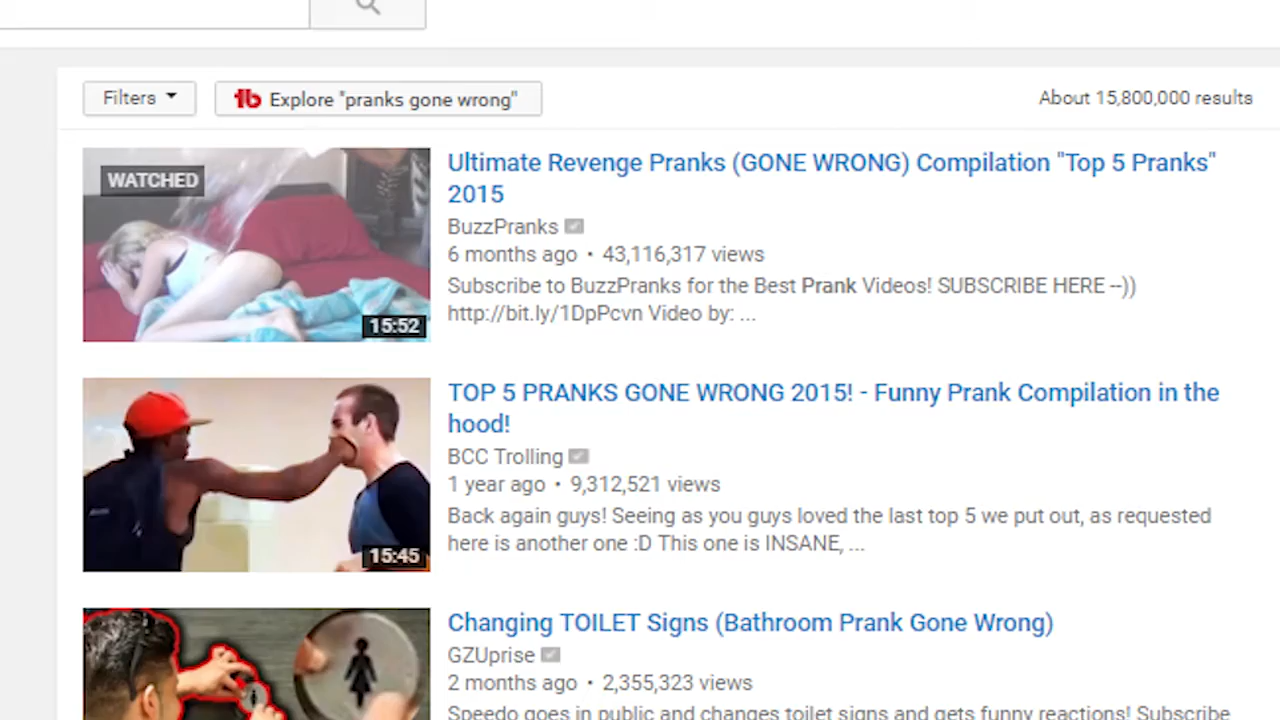 Filters
tb Explore "pranks gone wrong"
About 15,800,000 results
WATCHED
15:52
Ultimate Revenge Pranks (GONE WRONG) Compilation "Top 5 Pranks"
2015
BuzzPranks
6 months ago • 43,116,317 views
Subscribe to BuzzPranks for the Best Prank Videos! SUBSCRIBE HERE --))
http://bit.ly/1DpPcvn Video by: ...
15:45
TOP 5 PRANKS GONE WRONG 2015! - Funny Prank Compilation in the
hood!
BCC Trolling
1 year ago • 9,312,521 views
Back again guys! Seeing as you guys loved the last top 5 we put out, as requested
here is another one :D This one is INSANE, ...
Changing TOILET Signs (Bathroom Prank Gone Wrong)
GZUprise
2 months ago • 2,355,323 views
Speedo goes in public and changes toilet signs and gets funny reactions! Subscribe